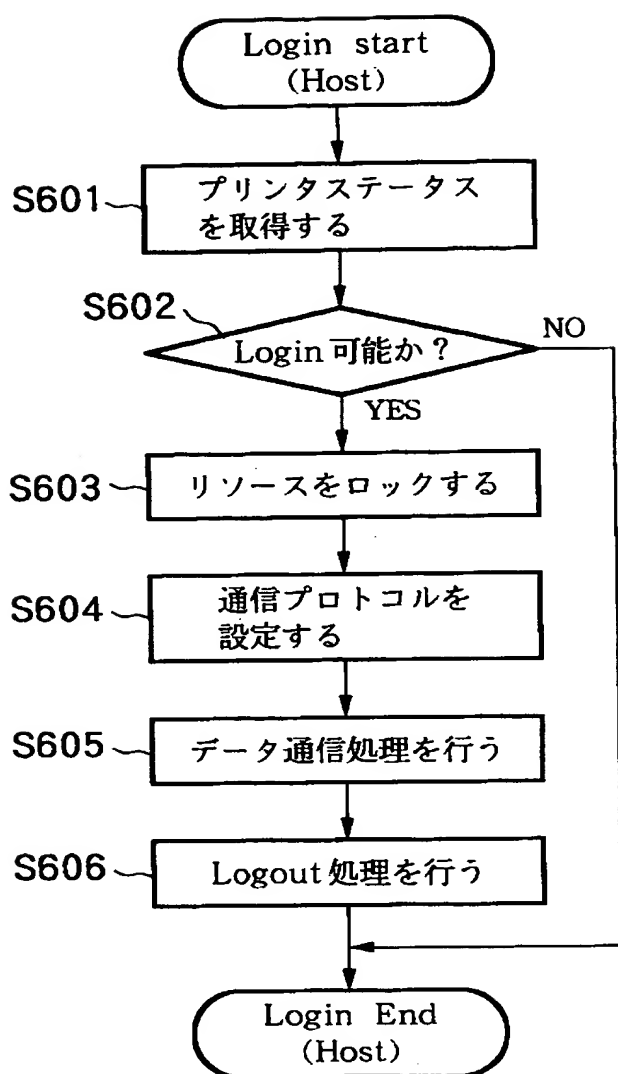 Login start
(Host)
S601
プリンタステータス
を取得する
S602
Login 可能か？
NO
YES
S603
リソースをロックする
S604
通信プロトコルを
設定する
S605
データ通信処理を行う
S606
Logout 処理を行う
Login End
(Host)